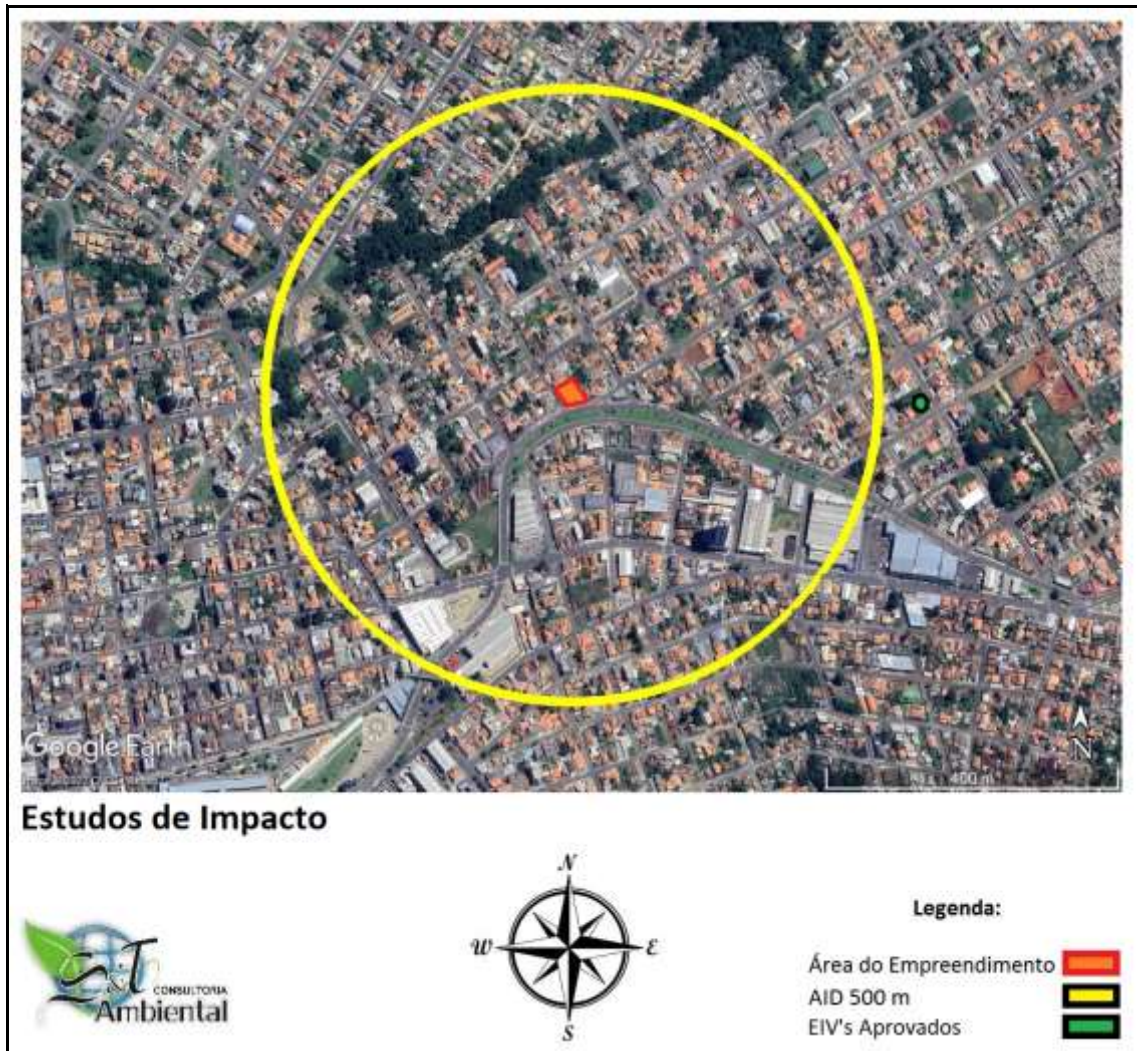 Google Earth
400 m
N
Estudos de Impacto
N
W
E
S
Legenda:
Área do Empreendimento
AID 500 m
EIV's Aprovados
CONSULTORIA
Ambiental